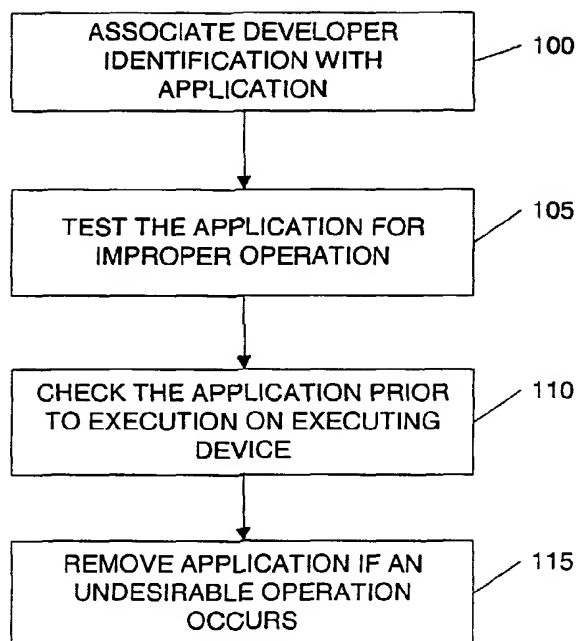 ASSOCIATE DEVELOPER
IDENTIFICATION WITH
APPLICATION
100
TEST THE APPLICATION FOR
IMPROPER OPERATION
105
CHECK THE APPLICATION PRIOR
TO EXECUTION ON EXECUTING
DEVICE
110
REMOVE APPLICATION IF AN
UNDESIRABLE OPERATION
OCCURS
115